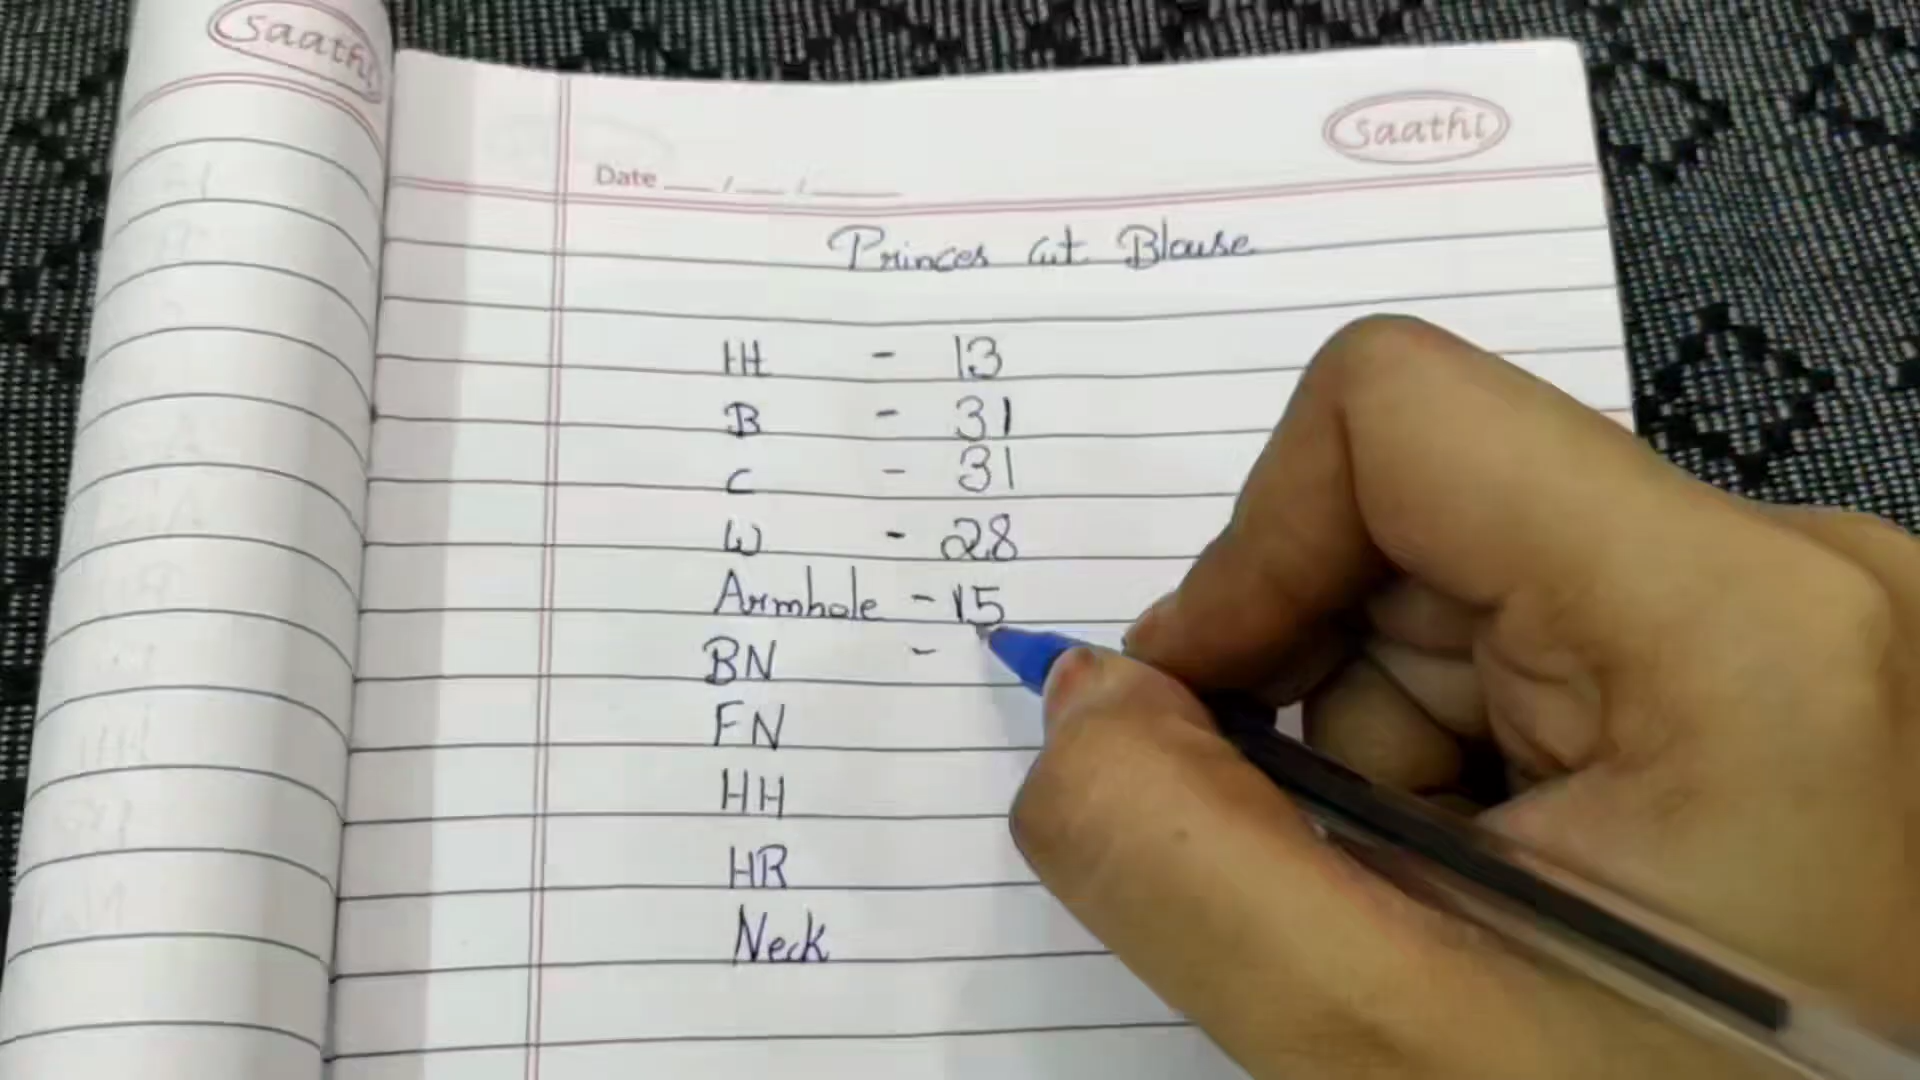 Saathi
Saathi
Date __/__/____
Princes Cut Blouse
Ht - 13
B - 31
C - 31
W - 28
Armhole - 15
BN -
FN
HH
HR
Neck